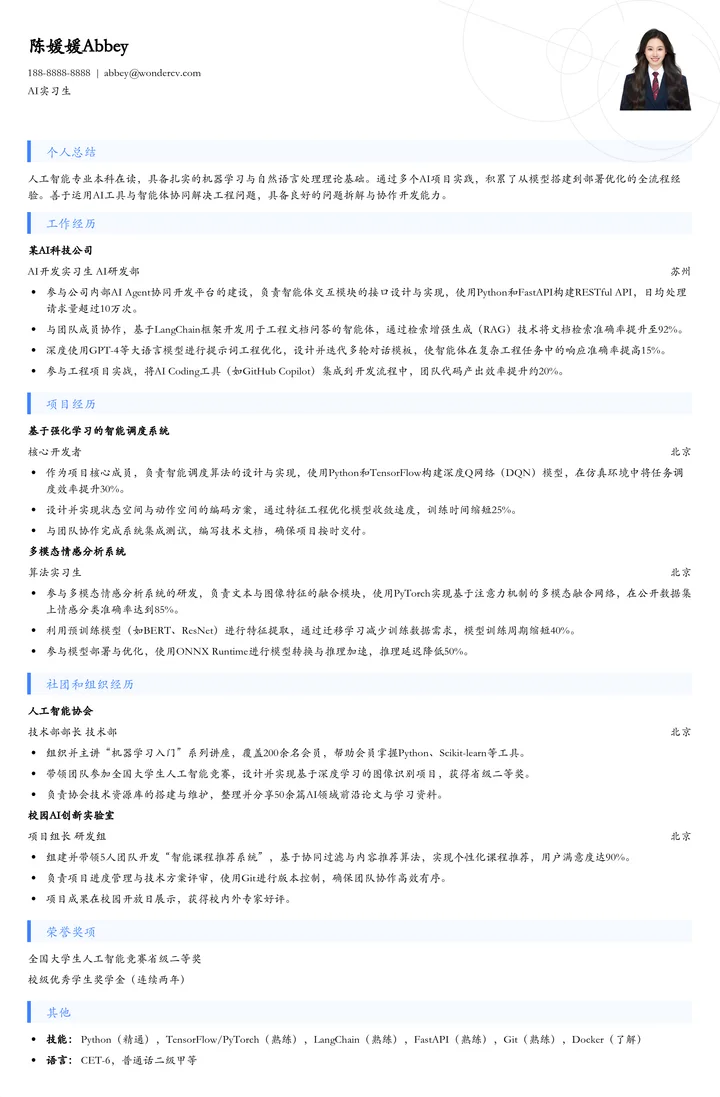 陈媛媛Abbey
188-8888-8888 | abbey@wondercv.com
AI实习生
个人总结
人工智能专业本科在读，具备扎实的机器学习与自然语言处理理论基础。通过多个AI项目实践，积累了从模型搭建到部署优化的全流程经
验。善于运用AI工具与智能体协同解决工程问题，具备良好的问题拆解与协作开发能力。
工作经历
某AI科技公司
AI开发实习生 AI研发部 苏州
• 参与公司内部AI Agent协同开发平台的建设，负责智能体交互模块的接口设计与实现，使用Python和FastAPI构建RESTful API，日均处理
请求量超过10万次。
• 与团队成员协作，基于LangChain框架开发用于工程文档问答的智能体，通过检索增强生成（RAG）技术将文档检索准确率提升至92%。
• 深度使用GPT-4等大语言模型进行提示词工程优化，设计并迭代多轮对话模板，使智能体在复杂工程任务中的响应准确率提高15%。
• 参与工程项目实战，将AI Coding工具（如GitHub Copilot）集成到开发流程中，团队代码产出效率提升约20%。
项目经历
基于强化学习的智能调度系统
核心开发者 北京
• 作为项目核心成员，负责智能调度算法的设计与实现，使用Python和TensorFlow构建深度Q网络（DQN）模型，在仿真环境中将任务调
度效率提升30%。
• 设计并实现状态空间与动作空间的编码方案，通过特征工程优化模型收敛速度，训练时间缩短25%。
• 与团队协作完成系统集成测试，编写技术文档，确保项目按时交付。
多模态情感分析系统
算法实习生 北京
• 参与多模态情感分析系统的研发，负责文本与图像特征的融合模块，使用PyTorch实现基于注意力机制的多模态融合网络，在公开数据集
上情感分类准确率达到85%。
• 利用预训练模型（如BERT、ResNet）进行特征提取，通过迁移学习减少训练数据需求，模型训练周期缩短40%。
• 参与模型部署与优化，使用ONNX Runtime进行模型转换与推理加速，推理延迟降低50%。
社团和组织经历
人工智能协会
技术部部长 技术部 北京
• 组织并主讲“机器学习入门”系列讲座，覆盖200余名会员，帮助会员掌握Python、Scikit-learn等工具。
• 带领团队参加全国大学生人工智能竞赛，设计并实现基于深度学习的图像识别项目，获得省级二等奖。
• 负责协会技术资源库的搭建与维护，整理并分享50余篇AI领域前沿论文与学习资料。
校园AI创新实验室
项目组长 研发组 北京
• 组建并带领5人团队开发“智能课程推荐系统”，基于协同过滤与内容推荐算法，实现个性化课程推荐，用户满意度达90%。
• 负责项目进度管理与技术方案评审，使用Git进行版本控制，确保团队协作高效有序。
• 项目成果在校园开放日展示，获得校内外专家好评。
荣誉奖项
全国大学生人工智能竞赛省级二等奖
校级优秀学生奖学金（连续两年）
其他
• 技能： Python（精通）, TensorFlow/PyTorch（熟练）, LangChain（熟练）, FastAPI（熟练）, Git（熟练）, Docker（了解）
• 语言： CET-6，普通话二级甲等